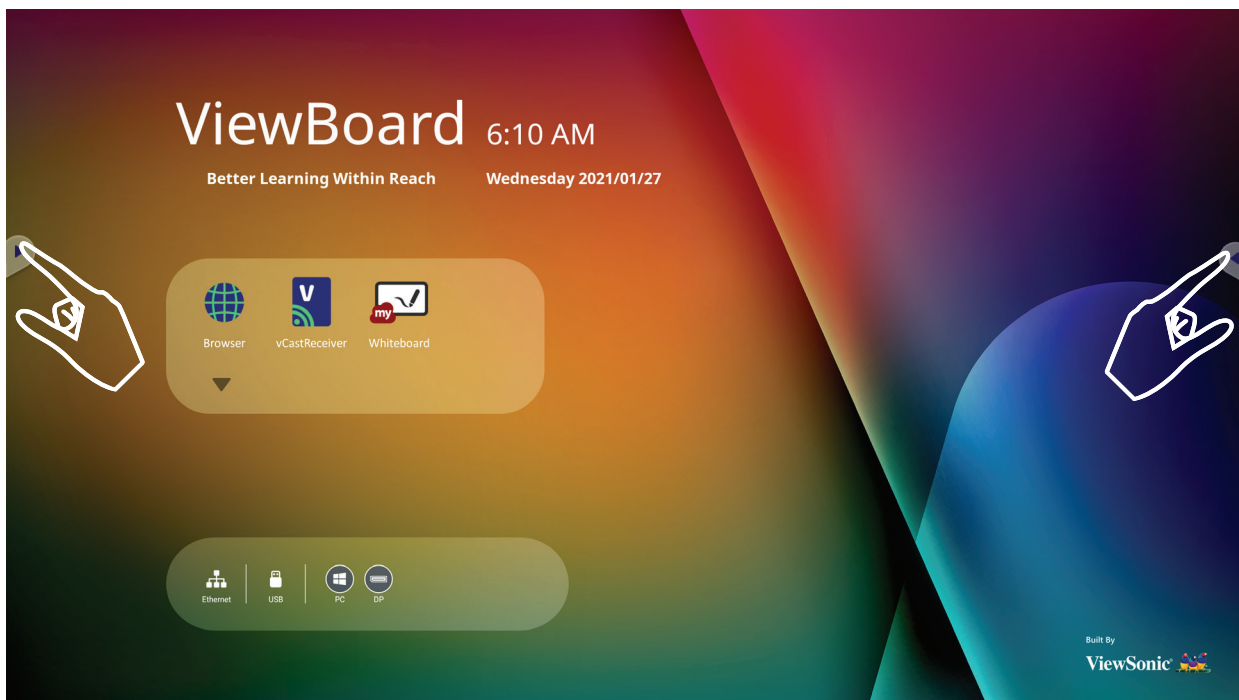 ViewBoard 6:10 AM
Better Learning Within Reach Wednesday 2021/01/27
V
my
Browser vCastReceiver Whiteboard
Ethernet USB PC DP
Built By
ViewSonic